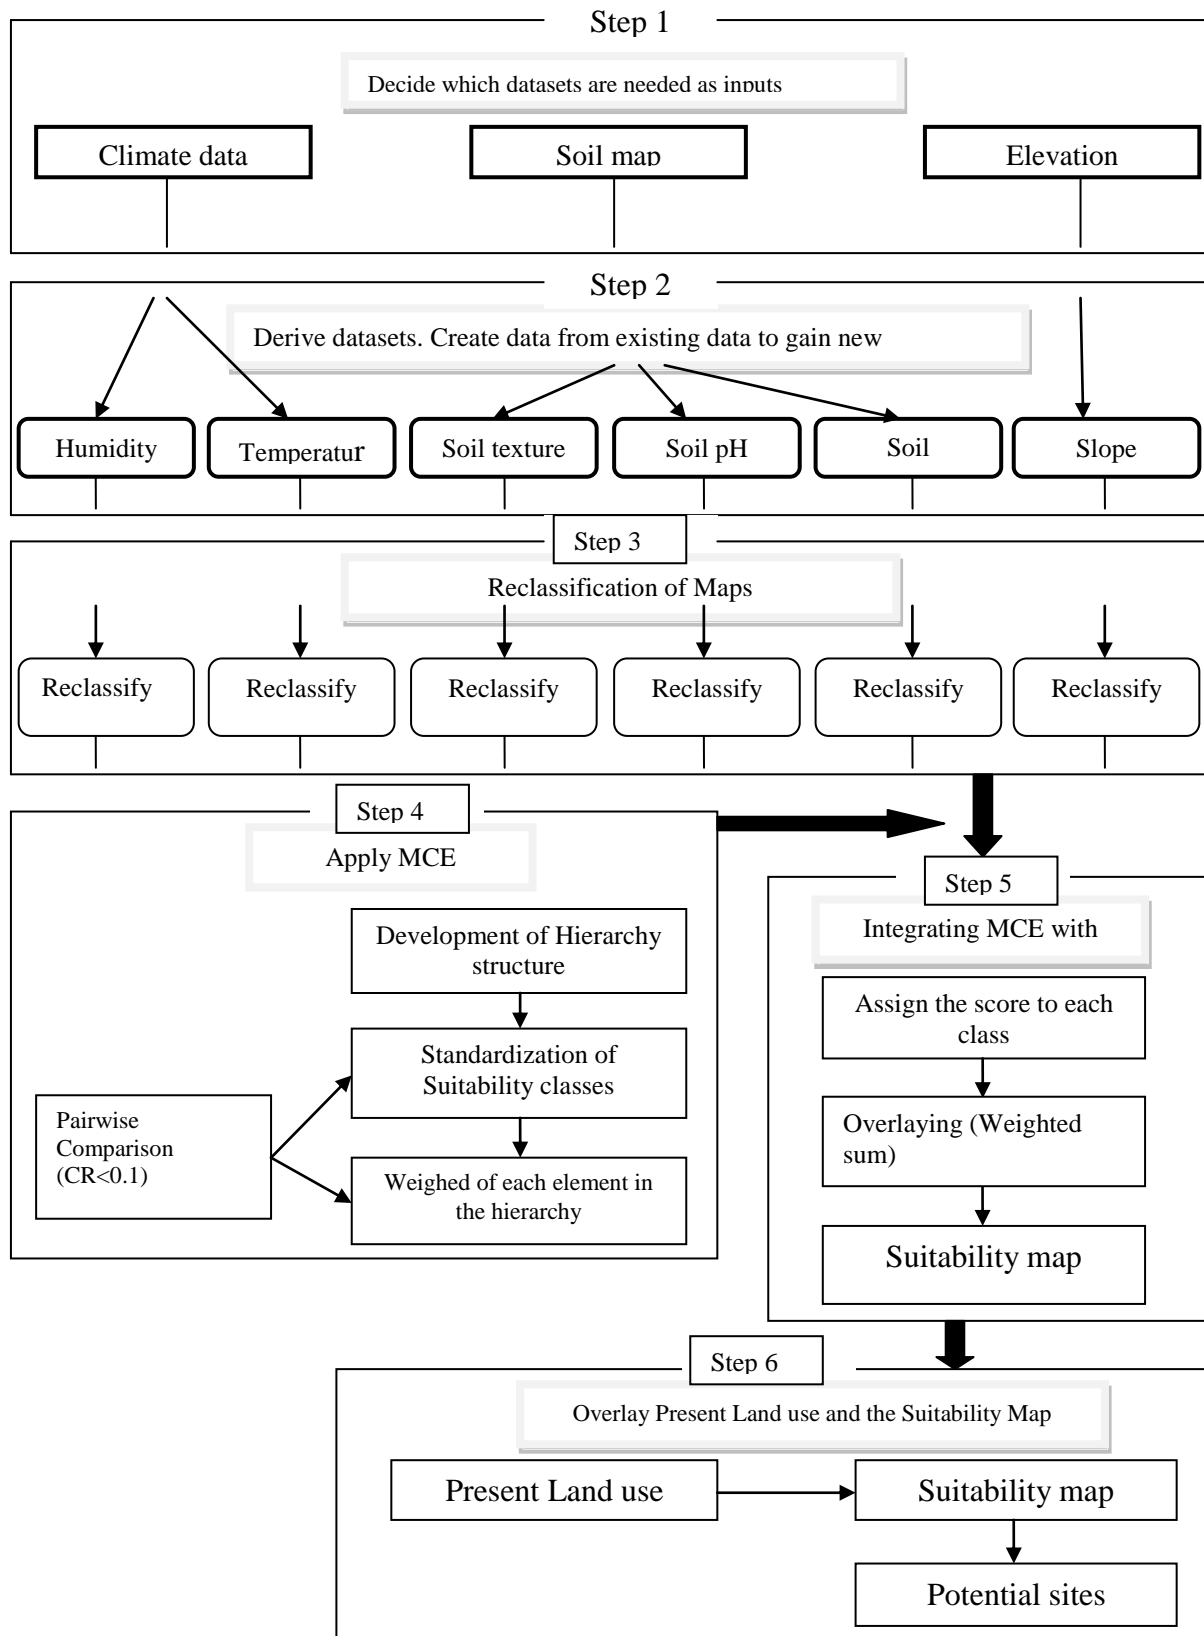 Step 1
Decide which datasets are needed as inputs
Climate data
Soil map
Elevation
Step 2
Derive datasets. Create data from existing data to gain new
Humidity
Temperatur
Soil texture
Soil pH
Soil
Slope
Step 3
Reclassification of Maps
Reclassify
Reclassify
Reclassify
Reclassify
Reclassify
Reclassify
Step 4
Apply MCE
Development of Hierarchy
structure
Standardization of
Suitability classes
Pairwise
Comparison
(CR<0.1)
Weighed of each element in
the hierarchy
Step 5
Integrating MCE with
Assign the score to each
class
Overlaying (Weighted
sum)
Suitability map
Step 6
Overlay Present Land use and the Suitability Map
Present Land use
Suitability map
Potential sites